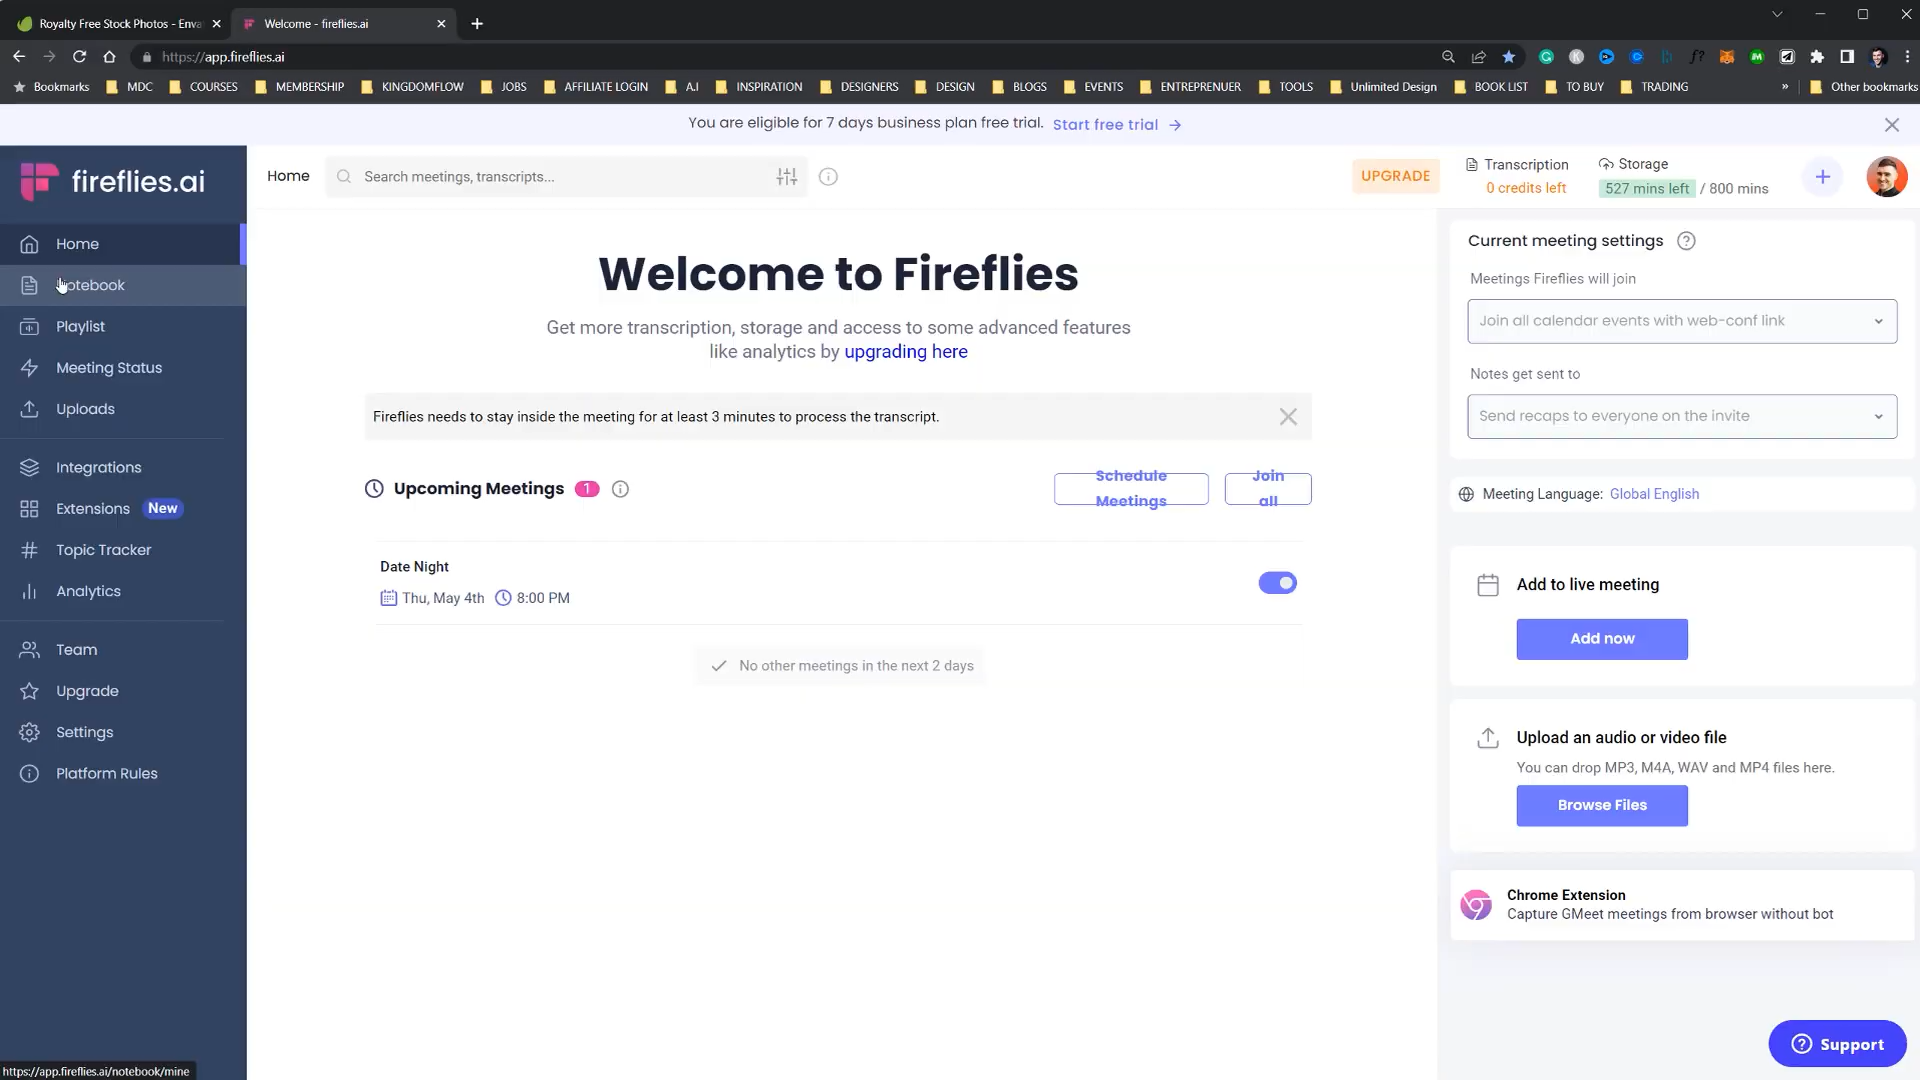 Royalty Free Stock Photos - Enva
Welcome - fireflies.ai
https://app.fireflies.ai
Bookmarks MDC COURSES MEMBERSHIP KINGDOMFLOW JOBS AFFILIATE LOGIN A.I INSPIRATION DESIGNERS DESIGN BLOGS EVENTS ENTREPRENUER TOOLS Unlimited Design BOOK LIST TO BUY TRADING » Other bookmarks
You are eligible for 7 days business plan free trial. Start free trial →
fireflies.ai
Home
Notebook
Playlist
Meeting Status
Uploads
Integrations
Extensions New
Topic Tracker
Analytics
Team
Upgrade
Settings
Platform Rules
Home
Search meetings, transcripts...
UPGRADE
Transcription
0 credits left
Storage
527 mins left / 800 mins
Welcome to Fireflies
Get more transcription, storage and access to some advanced features
like analytics by upgrading here
Fireflies needs to stay inside the meeting for at least 3 minutes to process the transcript.
Upcoming Meetings 1
Schedule
Meetings
Join
all
Date Night
Thu, May 4th 8:00 PM
No other meetings in the next 2 days
Current meeting settings
Meetings Fireflies will join
Join all calendar events with web-conf link
Notes get sent to
Send recaps to everyone on the invite
Meeting Language: Global English
Add to live meeting
Add now
Upload an audio or video file
You can drop MP3, M4A, WAV and MP4 files here.
Browse Files
Chrome Extension
Capture GMeet meetings from browser without bot
Support
https://app.fireflies.ai/notebook/mine